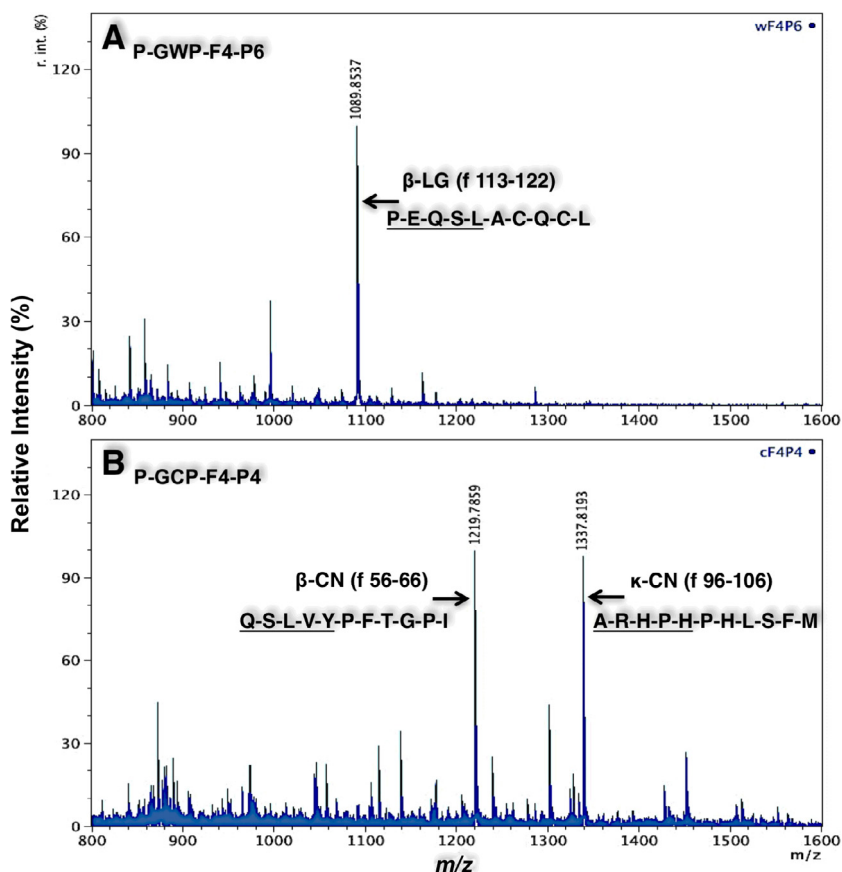 r. int. (%)
A
P-GWP-F4-P6
wF4P6
120
1089.8537
90
β-LG (f 113-122)
P-E-Q-S-L-A-C-Q-C-L
60
30
0
800 900 1000 1100 1200 1300 1400 1500 1600
Relative Intensity (%)
B
P-GCP-F4-P4
cF4P4
120
1219.7859
1337.8193
90
β-CN (f 56-66)
κ-CN (f 96-106)
Q-S-L-V-Y-P-F-T-G-P-I
A-R-H-P-H-P-H-L-S-F-M
60
30
0
800 900 1000 1100 1200 1300 1400 1500 1600
m/z
m/z